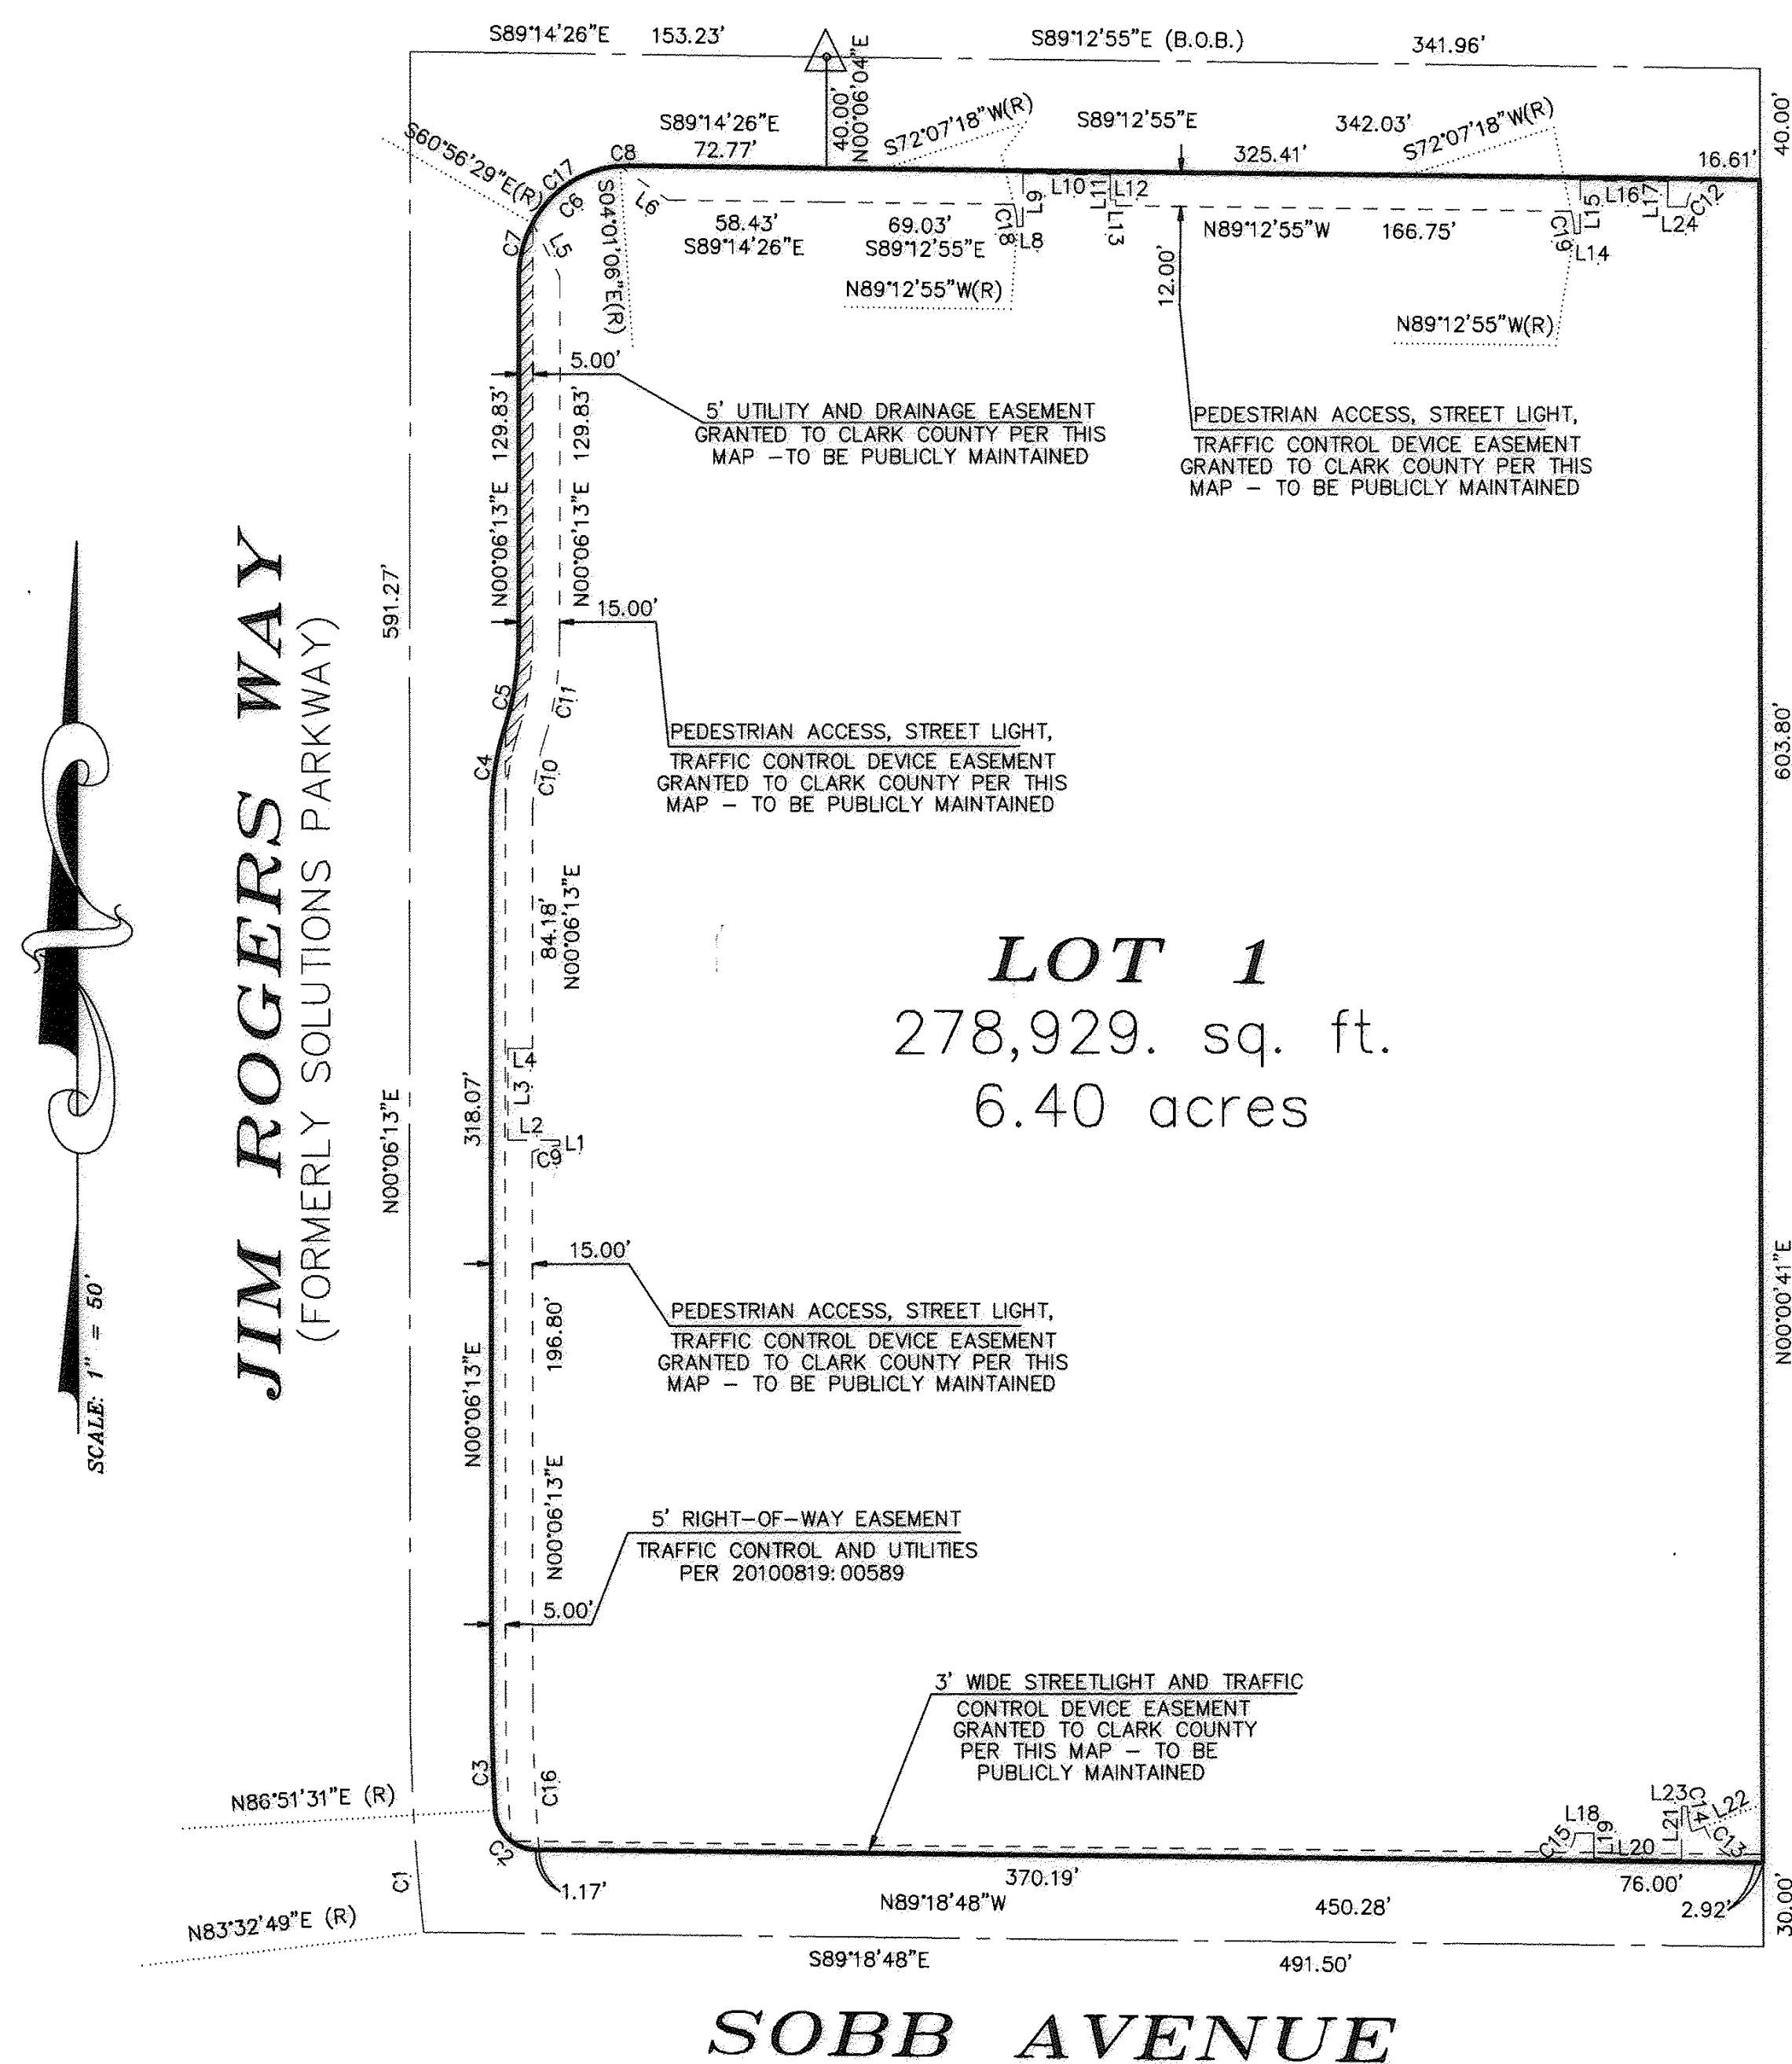 S89°14'26"E 153.23' S89°12'55"E (B.O.B.) 341.96'
40.00'
N00°06'04"E
40.00'
S60°56'29"E(R)
S89°14'26"E
72.77'
S72°07'18"W(R)
S89°12'55"E
342.03'
325.41'
S72°07'18"W(R)
16.61'
C8
C17
C6
C7
L6
L5
S04°01'06"E(R)
58.43'
S89°14'26"E
69.03'
S89°12'55"E
C18
L9
L8
L10
L11
L12
L13
N89°12'55"W 166.75'
C19
L15
L14
L16
L17
L24
C12
N89°12'55"W(R)
N89°12'55"W(R)
12.00'
5.00'
5' UTILITY AND DRAINAGE EASEMENT
GRANTED TO CLARK COUNTY PER THIS
MAP -TO BE PUBLICLY MAINTAINED
PEDESTRIAN ACCESS, STREET LIGHT,
TRAFFIC CONTROL DEVICE EASEMENT
GRANTED TO CLARK COUNTY PER THIS
MAP - TO BE PUBLICLY MAINTAINED
N00°06'13"E 129.83'
N00°06'13"E 129.83'
591.27'
N00°06'13"E
15.00'
C5
C11
C4
C10
PEDESTRIAN ACCESS, STREET LIGHT,
TRAFFIC CONTROL DEVICE EASEMENT
GRANTED TO CLARK COUNTY PER THIS
MAP - TO BE PUBLICLY MAINTAINED
603.80'
N00°00'41"E
JIM ROGERS WAY
(FORMERLY SOLUTIONS PARKWAY)
SCALE: 1" = 50'
84.18'
N00°06'13"E
LOT 1
278,929. sq. ft.
6.40 acres
L4
L3
L2
L1
C9
318.07'
N00°06'13"E
15.00'
196.80'
N00°06'13"E
PEDESTRIAN ACCESS, STREET LIGHT,
TRAFFIC CONTROL DEVICE EASEMENT
GRANTED TO CLARK COUNTY PER THIS
MAP - TO BE PUBLICLY MAINTAINED
5' RIGHT-OF-WAY EASEMENT
TRAFFIC CONTROL AND UTILITIES
PER 20100819:00589
5.00'
3' WIDE STREETLIGHT AND TRAFFIC
CONTROL DEVICE EASEMENT
GRANTED TO CLARK COUNTY
PER THIS MAP - TO BE
PUBLICLY MAINTAINED
C3
C16
N86°51'31"E (R)
C2
C1
1.17'
N83°32'49"E (R)
370.19'
N89°18'48"W 450.28'
C15
L18
L19
L20
L21
L23
C14
L22
C13
76.00'
2.92'
30.00'
S89°18'48"E 491.50'
SOBB AVENUE